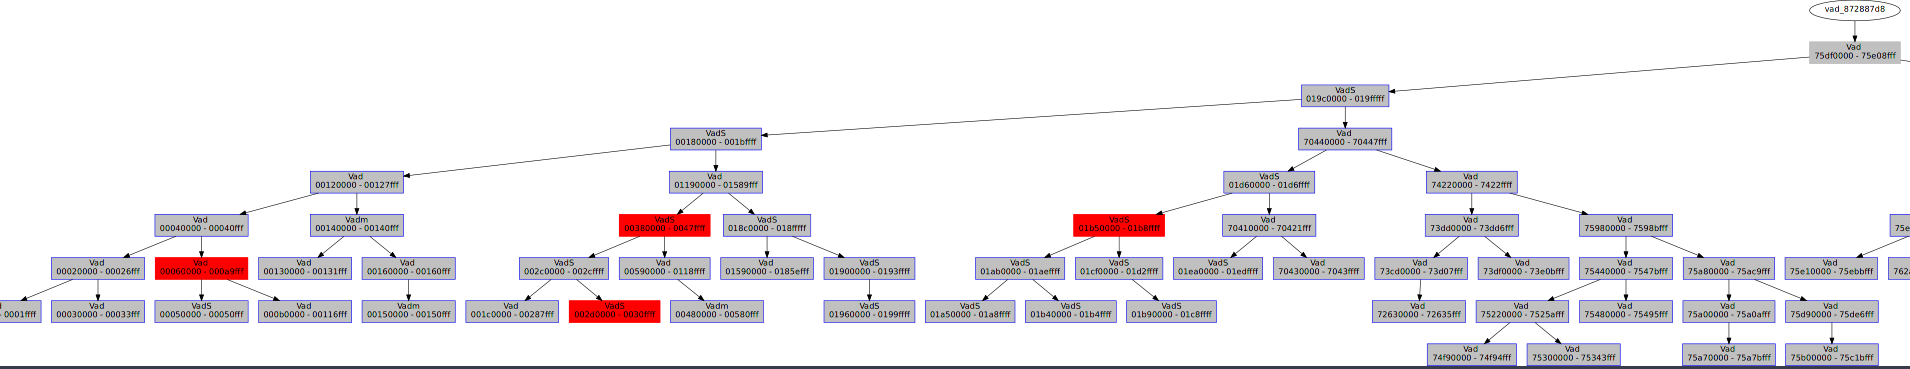 vad_872887d8
Vad
75df0000 - 75e08fff
VadS
019c0000 - 019fffff
VadS
00180000 - 001bffff
Vad
70440000 - 70447fff
Vad
00120000 - 00127fff
Vad
01190000 - 01589fff
VadS
01d60000 - 01d6ffff
Vad
74220000 - 7422ffff
Vad
00040000 - 00040fff
Vadm
00140000 - 00140fff
VadS
00380000 - 0047ffff
VadS
018c0000 - 018fffff
VadS
01b50000 - 01b8ffff
Vad
70410000 - 70421fff
Vad
73dd0000 - 73dd6fff
Vad
75980000 - 7598bfff
75e
Vad
00020000 - 00026fff
Vad
00060000 - 000a9fff
Vad
00130000 - 00131fff
Vad
00160000 - 00160fff
VadS
002c0000 - 002cffff
Vad
00590000 - 0118ffff
Vad
01590000 - 0185efff
VadS
01900000 - 0193ffff
VadS
01ab0000 - 01aeffff
VadS
01cf0000 - 01d2ffff
VadS
01ea0000 - 01edffff
Vad
70430000 - 7043ffff
Vad
73cd0000 - 73d07fff
Vad
73df0000 - 73e0bfff
Vad
75440000 - 7547bfff
Vad
75a80000 - 75ac9fff
Vad
75e10000 - 75ebbfff
762a
- 0001ffff
Vad
00030000 - 00033fff
VadS
00050000 - 00050fff
Vad
000b0000 - 00116fff
Vadm
00150000 - 00150fff
Vad
001c0000 - 00287fff
VadS
002d0000 - 0030ffff
Vadm
00480000 - 00580fff
VadS
01960000 - 0199ffff
VadS
01a50000 - 01a8ffff
VadS
01b40000 - 01b4ffff
VadS
01b90000 - 01c8ffff
Vad
72630000 - 72635fff
Vad
75220000 - 7525afff
Vad
75480000 - 75495fff
Vad
75a00000 - 75a0afff
Vad
75d90000 - 75de6fff
Vad
74f90000 - 74f94fff
Vad
75300000 - 75343fff
Vad
75a70000 - 75a7bfff
Vad
75b00000 - 75c1bfff